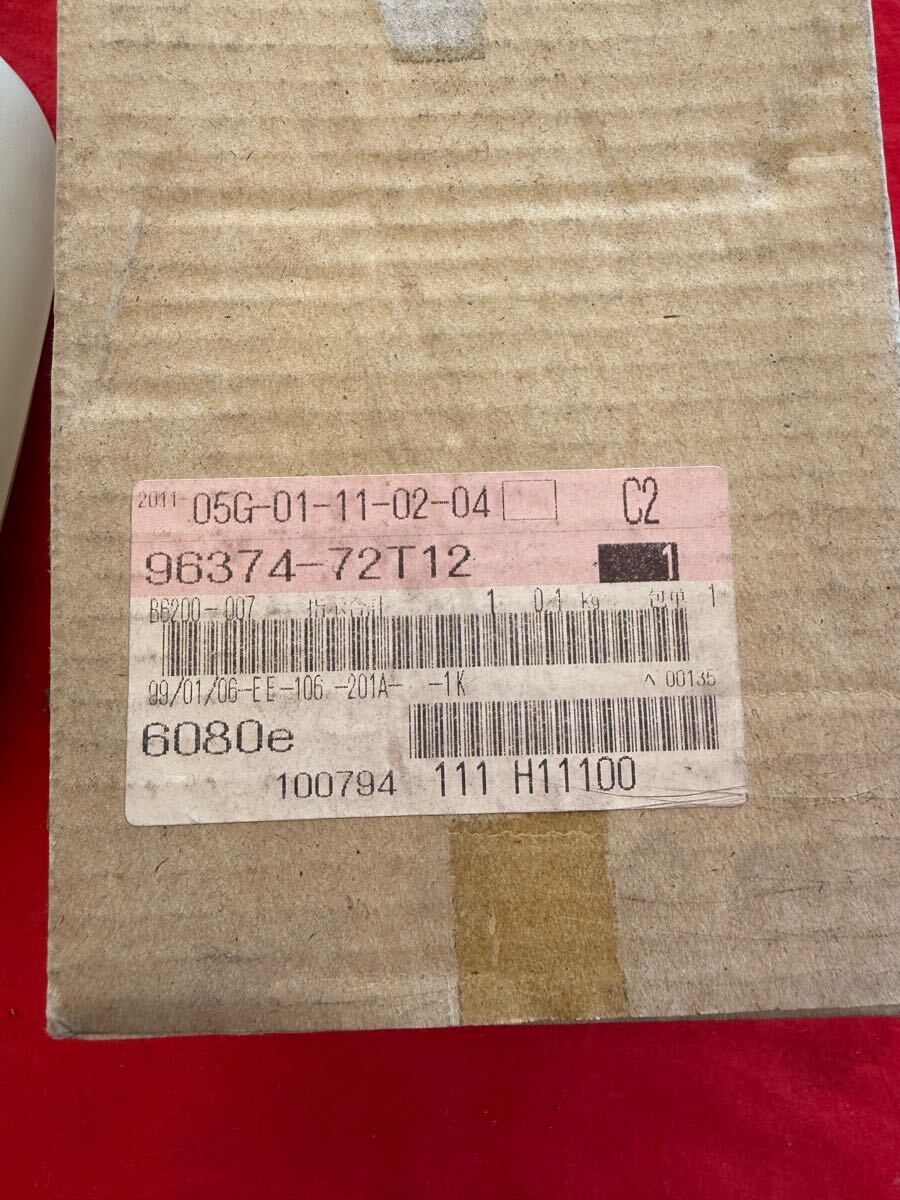 2011- 05G-01-11-02-04 C2
96374-72T12 1
B6200-007 1 0.1 kg 1
99/01/06-EE-106 -201A- -1K ^ 00135
6080e
100794 111 H11100